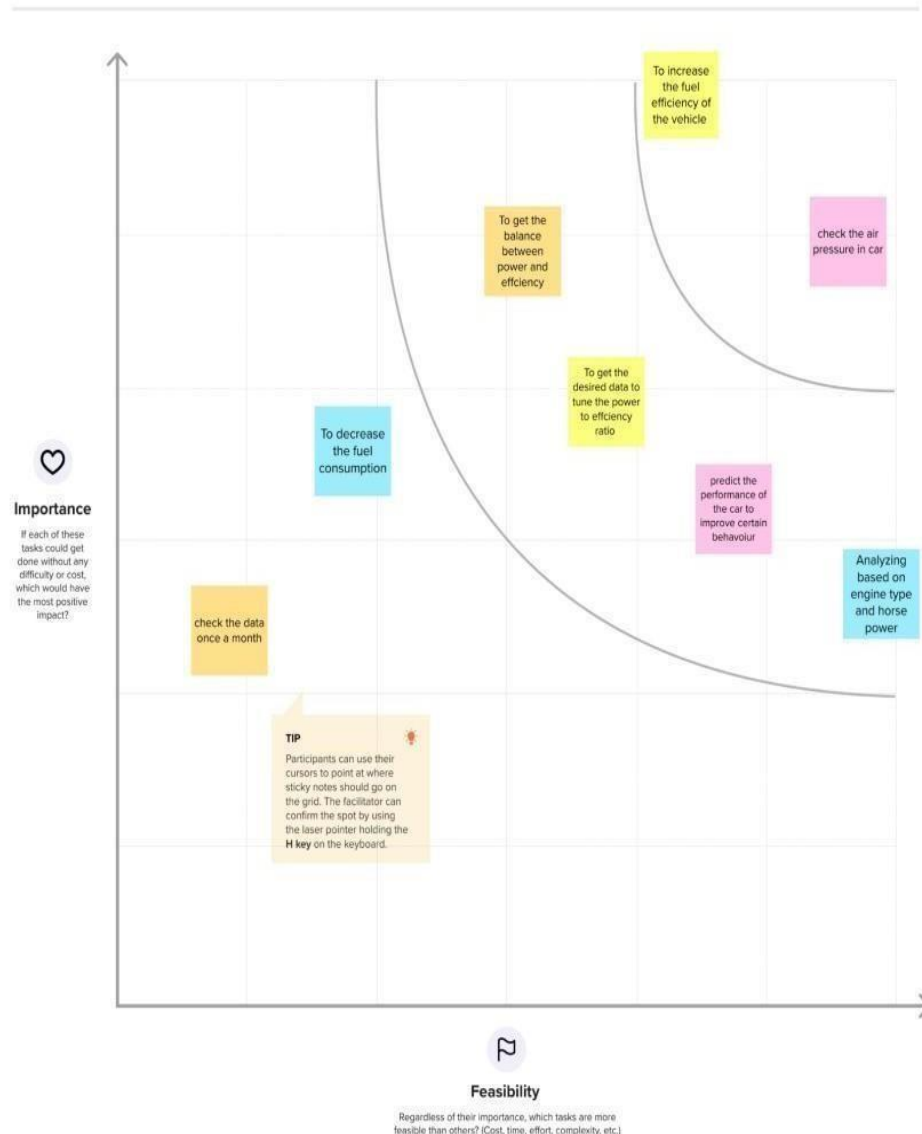 To increase
the fuel
efficiency of
the vehicle
To get the
balance
between
power and
effciency
check the air
pressure in car
To get the
desired data to
tune the power
to effciency
ratio
To decrease
the fuel
consumption
predict the
performance of
the car to
improve certain
behavolur
Importance
If each of these
tasks could get
done without any
difficulty or cost,
which would have
the most positive
impact?
Analyzing
based on
engine type
and horse
power
check the data
once a month
TIP
Participants can use their
cursors to point at where
sticky notes should go on
the grid. The facilitator can
confirm the spot by using
the laser pointer holding the
H key on the keyboard.
Feasibility
Regardless of their importance, which tasks are more
feasible than others? (Cost, time, effort, complexity, etc.)